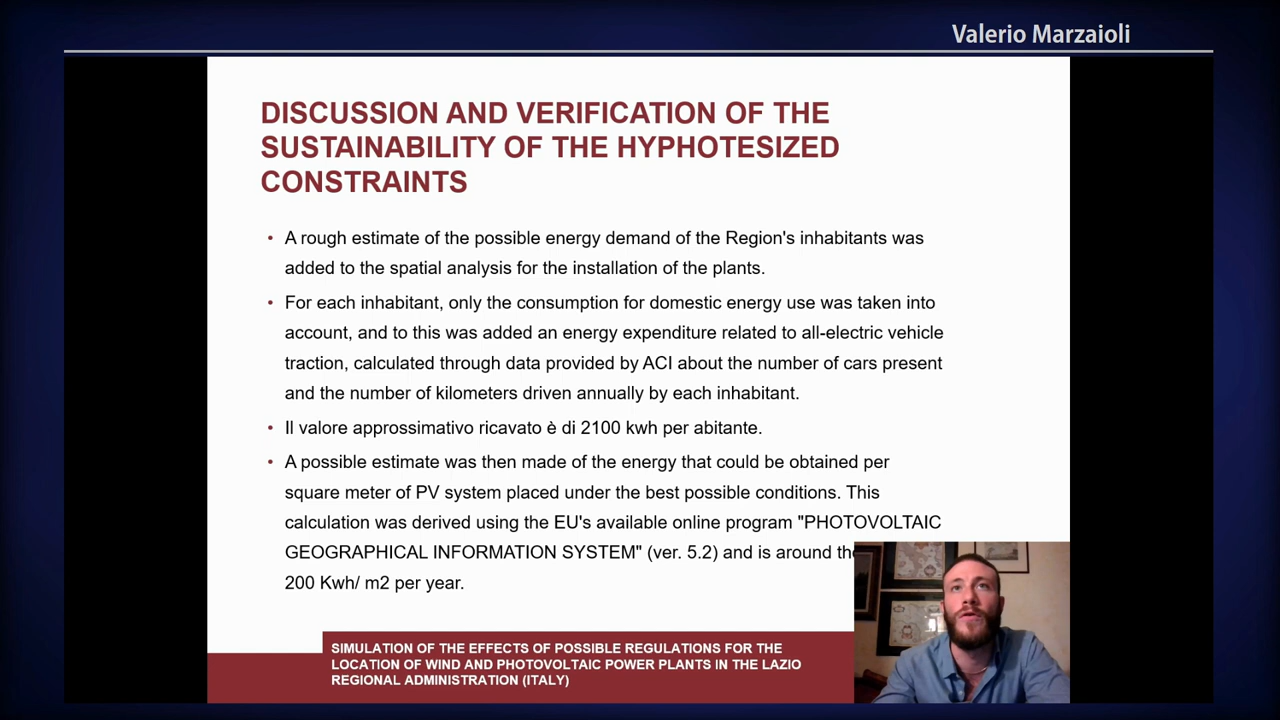 Valerio Marzaioli
DISCUSSION AND VERIFICATION OF THE
SUSTAINABILITY OF THE HYPHOTESIZED
CONSTRAINTS
• A rough estimate of the possible energy demand of the Region's inhabitants was
added to the spatial analysis for the installation of the plants.
• For each inhabitant, only the consumption for domestic energy use was taken into
account, and to this was added an energy expenditure related to all-electric vehicle
traction, calculated through data provided by ACI about the number of cars present
and the number of kilometers driven annually by each inhabitant.
• Il valore approssimativo ricavato è di 2100 kwh per abitante.
• A possible estimate was then made of the energy that could be obtained per
square meter of PV system placed under the best possible conditions. This
calculation was derived using the EU's available online program "PHOTOVOLTAIC
GEOGRAPHICAL INFORMATION SYSTEM" (ver. 5.2) and is around the
200 Kwh/ m2 per year.
SIMULATION OF THE EFFECTS OF POSSIBLE REGULATIONS FOR THE
LOCATION OF WIND AND PHOTOVOLTAIC POWER PLANTS IN THE LAZIO
REGIONAL ADMINISTRATION (ITALY)